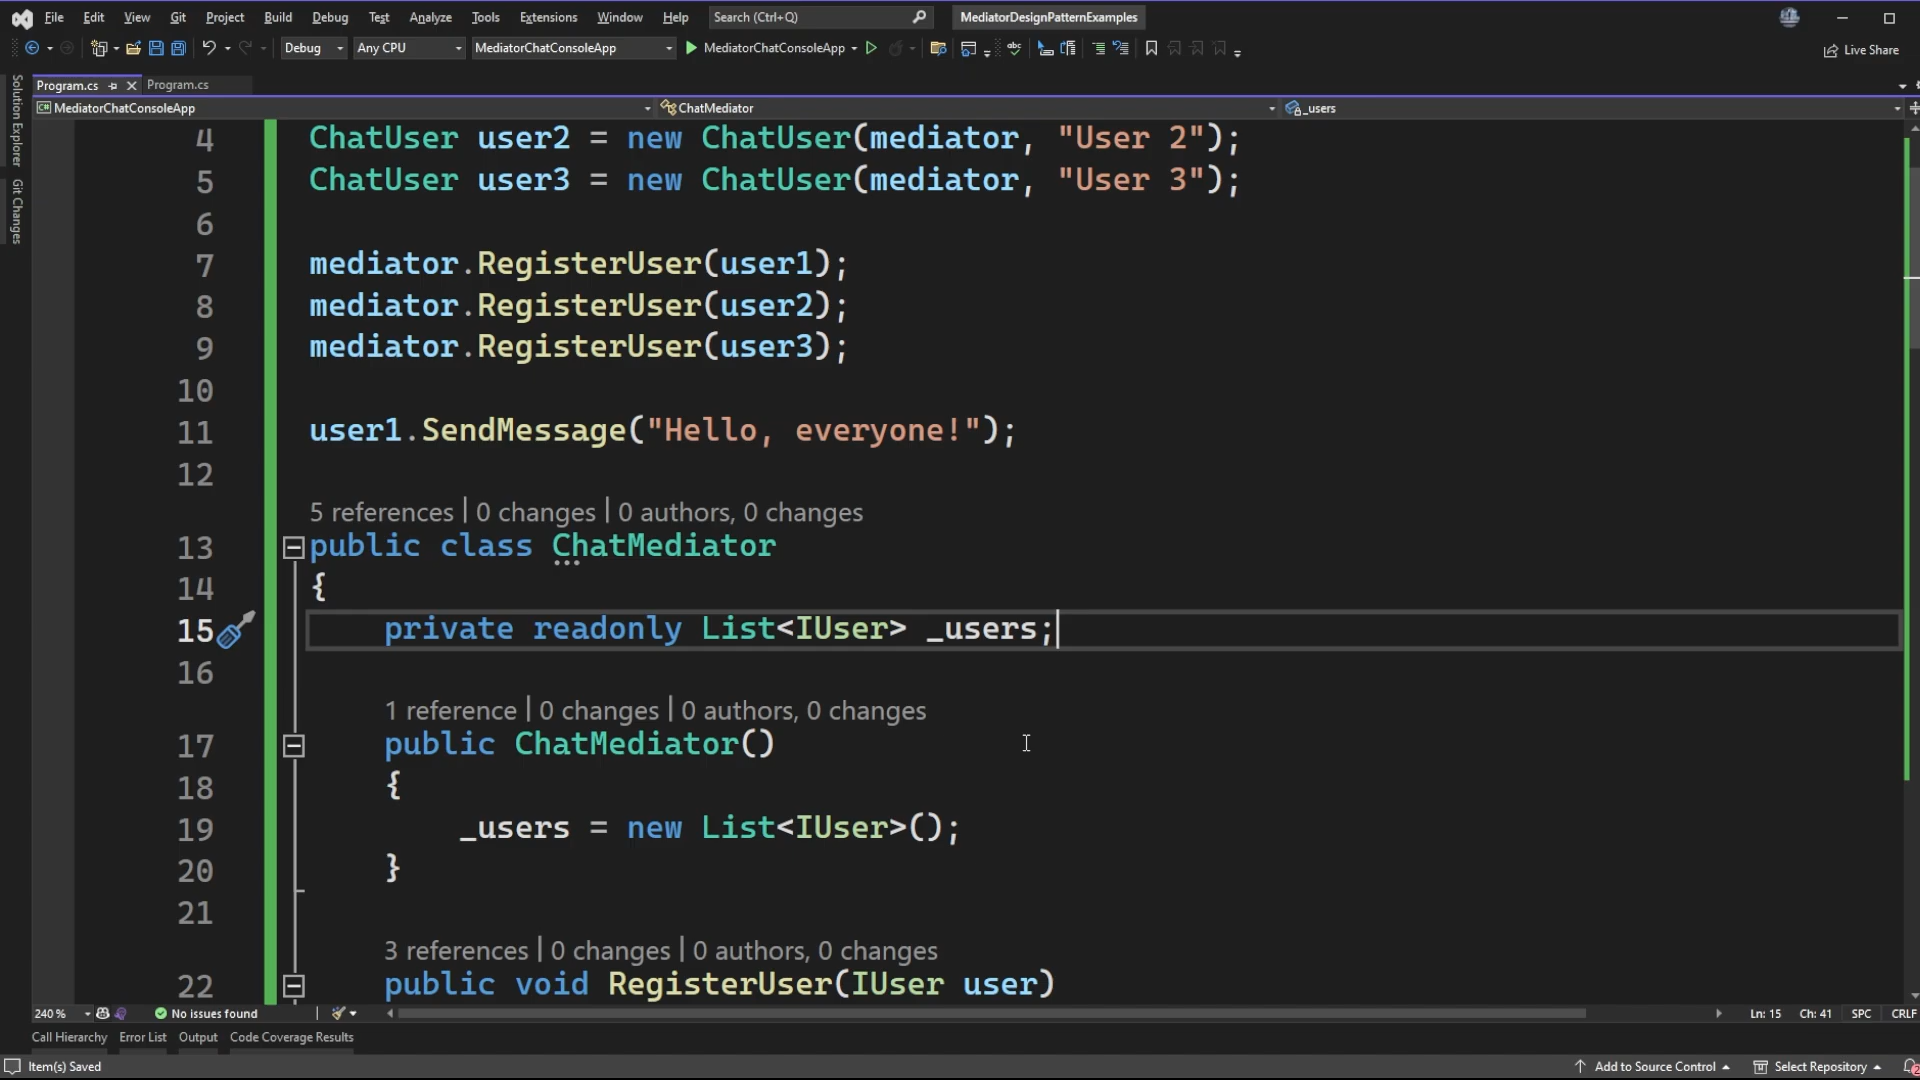 File Edit View Git Project Build Debug Test Analyze Tools Extensions Window Help Search (Ctrl+Q) MediatorDesignPatternExamples
Debug Any CPU MediatorChatConsoleApp MediatorChatConsoleApp Live Share
Program.cs Program.cs
MediatorChatConsoleApp ChatMediator _users
Solution Explorer
Git Changes
4 ChatUser user2 = new ChatUser(mediator, "User 2");
5 ChatUser user3 = new ChatUser(mediator, "User 3");
6
7 mediator.RegisterUser(user1);
8 mediator.RegisterUser(user2);
9 mediator.RegisterUser(user3);
10
11 user1.SendMessage("Hello, everyone!");
12
5 references | 0 changes | 0 authors, 0 changes
13 public class ChatMediator
14 {
15 private readonly List<IUser> _users;
16
1 reference | 0 changes | 0 authors, 0 changes
17 public ChatMediator()
18 {
19 _users = new List<IUser>();
20 }
21
3 references | 0 changes | 0 authors, 0 changes
22 public void RegisterUser(IUser user)
240 % No issues found Ln: 15 Ch: 41 SPC CRLF
Call Hierarchy Error List Output Code Coverage Results
Item(s) Saved Add to Source Control Select Repository